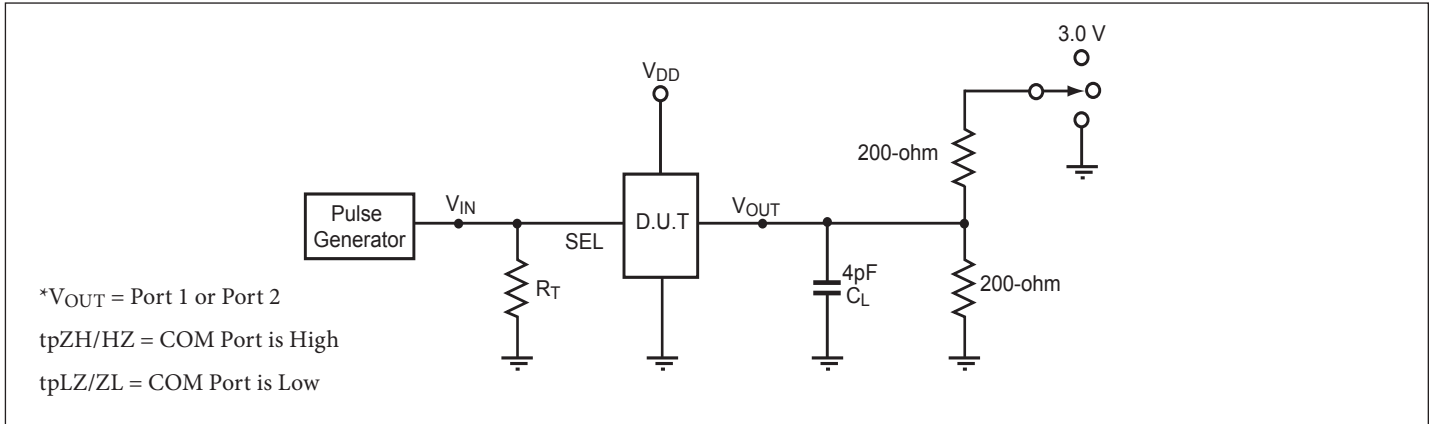 3.0 V
VDD
200-ohm
Pulse
Generator
VIN
SEL
D.U.T
VOUT
RT
4pF
CL
200-ohm
*VOUT = Port 1 or Port 2
tpZH/HZ = COM Port is High
tpLZ/ZL = COM Port is Low